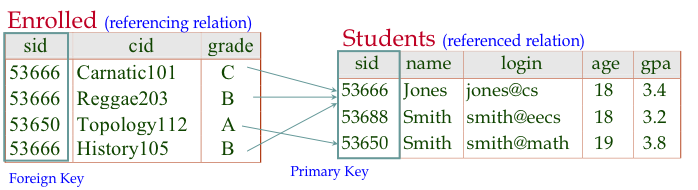 Enrolled (referencing relation)
sid cid grade
53666 Carnatic101 C
53666 Reggae203 B
53650 Topology112 A
53666 History105 B
Foreign Key
Students (referenced relation)
sid name login age gpa
53666 Jones jones@cs 18 3.4
53688 Smith smith@eecs 18 3.2
53650 Smith smith@math 19 3.8
Primary Key